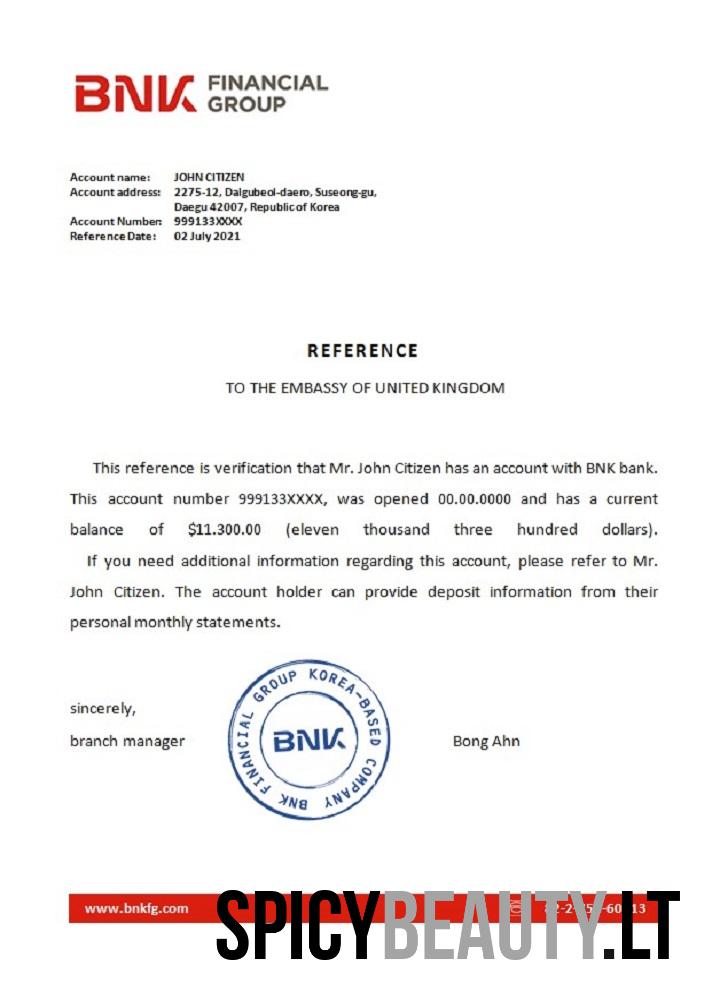 BNK FINANCIAL
GROUP
Account name: JOHN CITIZEN
Account address: 2275-12, Dalgubeol-daero, Suseong-gu,
Daegu 42007, Republic of Korea
Account Number: 999133XXXX
Reference Date: 02 July 2021
REFERENCE
TO THE EMBASSY OF UNITED KINGDOM
This reference is verification that Mr. John Citizen has an account with BNK bank.
This account number 999133XXXX, was opened 00.00.0000 and has a current
balance of $11.300.00 (eleven thousand three hundred dollars).
If you need additional information regarding this account, please refer to Mr.
John Citizen. The account holder can provide deposit information from their
personal monthly statements.
sincerely,
branch manager
BNK FINANCIAL GROUP KOREA-BASED COMPANY
BNK
Bong Ahn
www.bnkfg.com
SPICYBEAUTY.LT